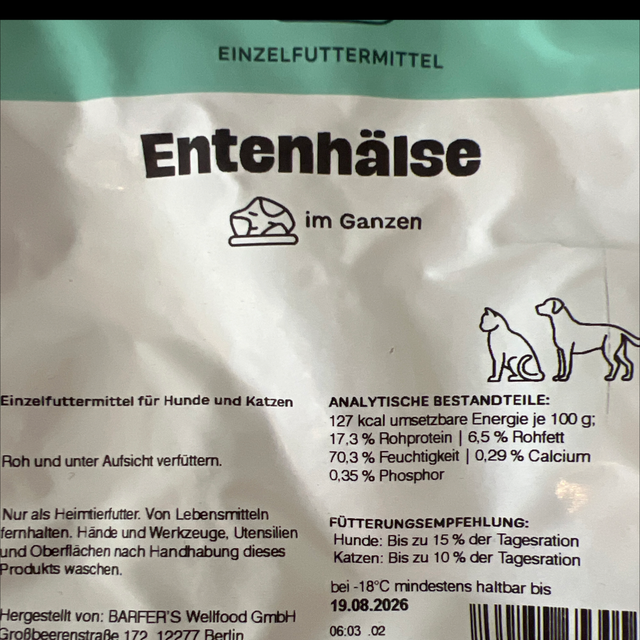 EINZELFUTTERMITTEL
Entenhälse
im Ganzen
Einzelfuttermittel für Hunde und Katzen
Roh und unter Aufsicht verfüttern.
Nur als Heimtierfutter. Von Lebensmitteln
fernhalten. Hände und Werkzeuge, Utensilien
und Oberflächen nach Handhabung dieses
Produkts waschen.
Hergestellt von: BARFER'S Wellfood GmbH
Großbeerenstraße 172, 12277 Berlin
ANALYTISCHE BESTANDTEILE:
127 kcal umsetzbare Energie je 100 g;
17,3 % Rohprotein | 6,5 % Rohfett
70,3 % Feuchtigkeit | 0,29 % Calcium
0,35 % Phosphor
FÜTTERUNGSEMPFEHLUNG:
Hunde: Bis zu 15 % der Tagesration
Katzen: Bis zu 10 % der Tagesration
bei -18°C mindestens haltbar bis
19.08.2026
06:03 .02